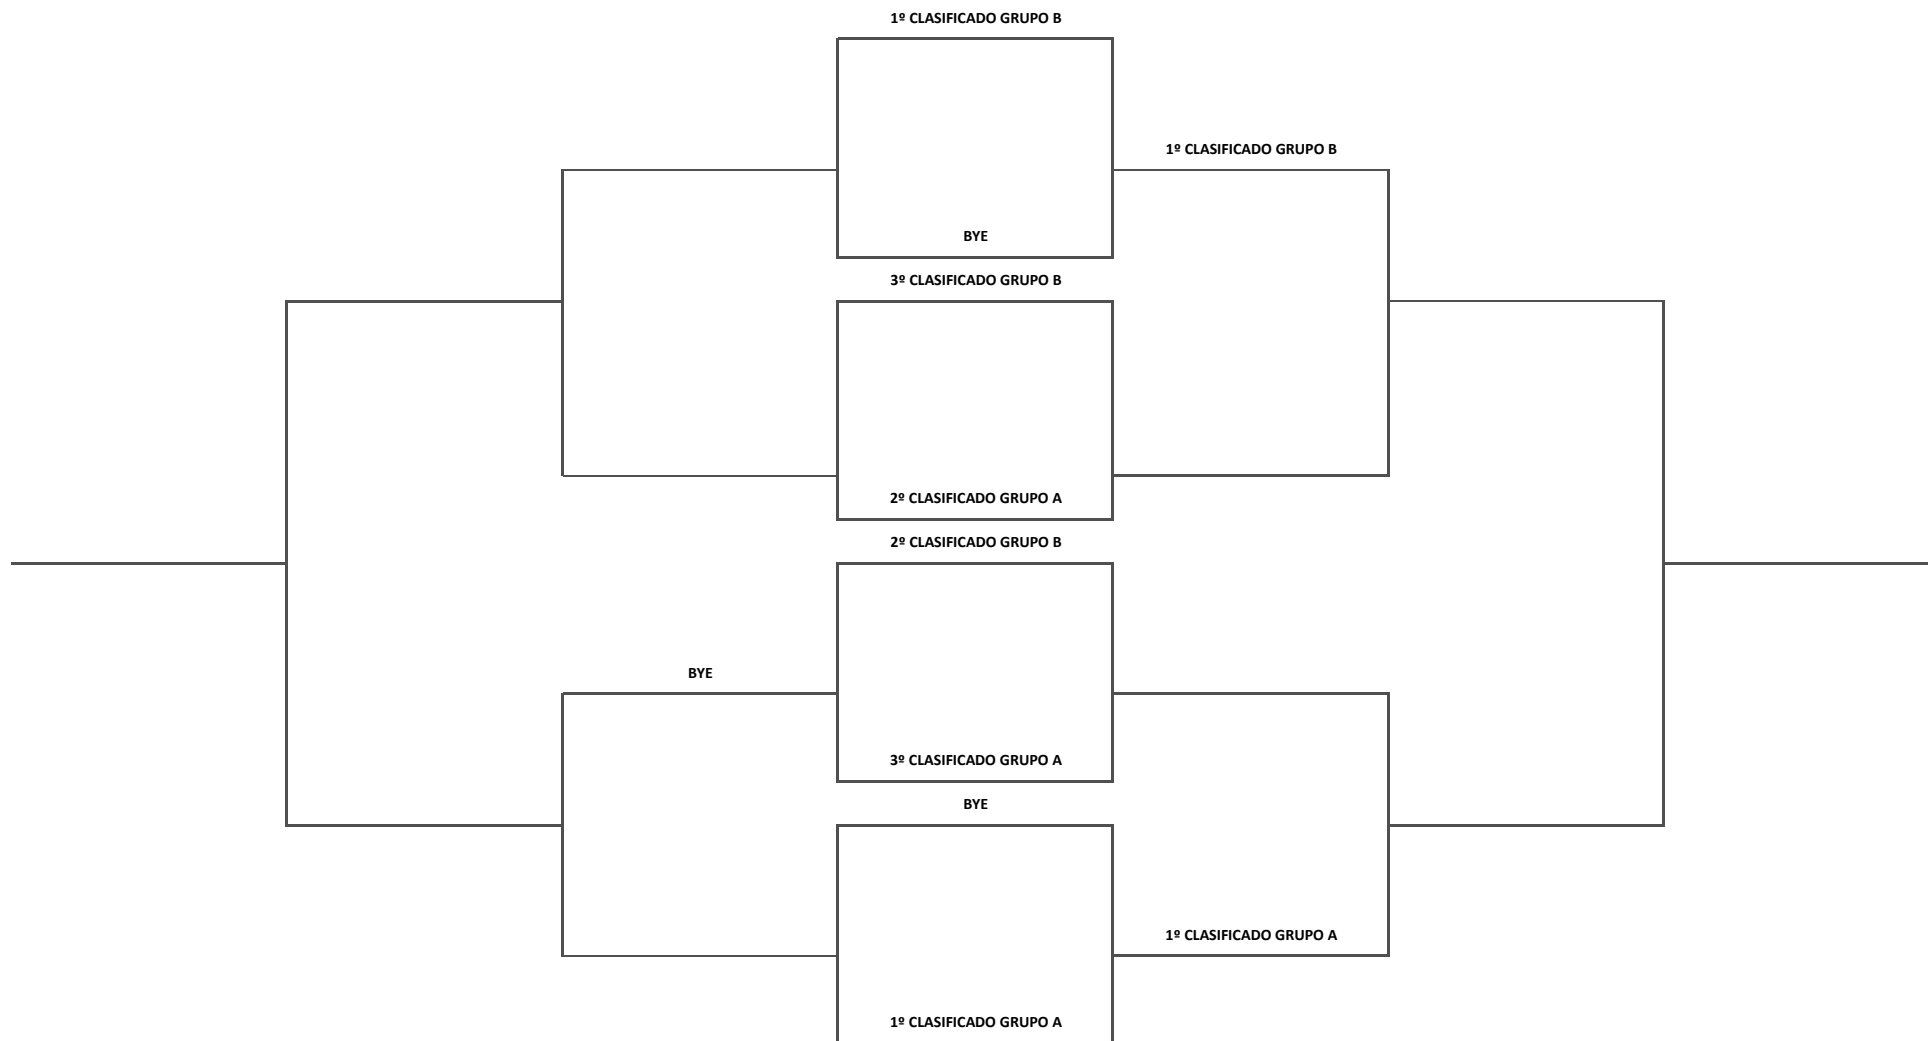 1º CLASIFICADO GRUPO B
1º CLASIFICADO GRUPO B
BYE
3º CLASIFICADO GRUPO B
2º CLASIFICADO GRUPO A
2º CLASIFICADO GRUPO B
BYE
3º CLASIFICADO GRUPO A
BYE
1º CLASIFICADO GRUPO A
1º CLASIFICADO GRUPO A